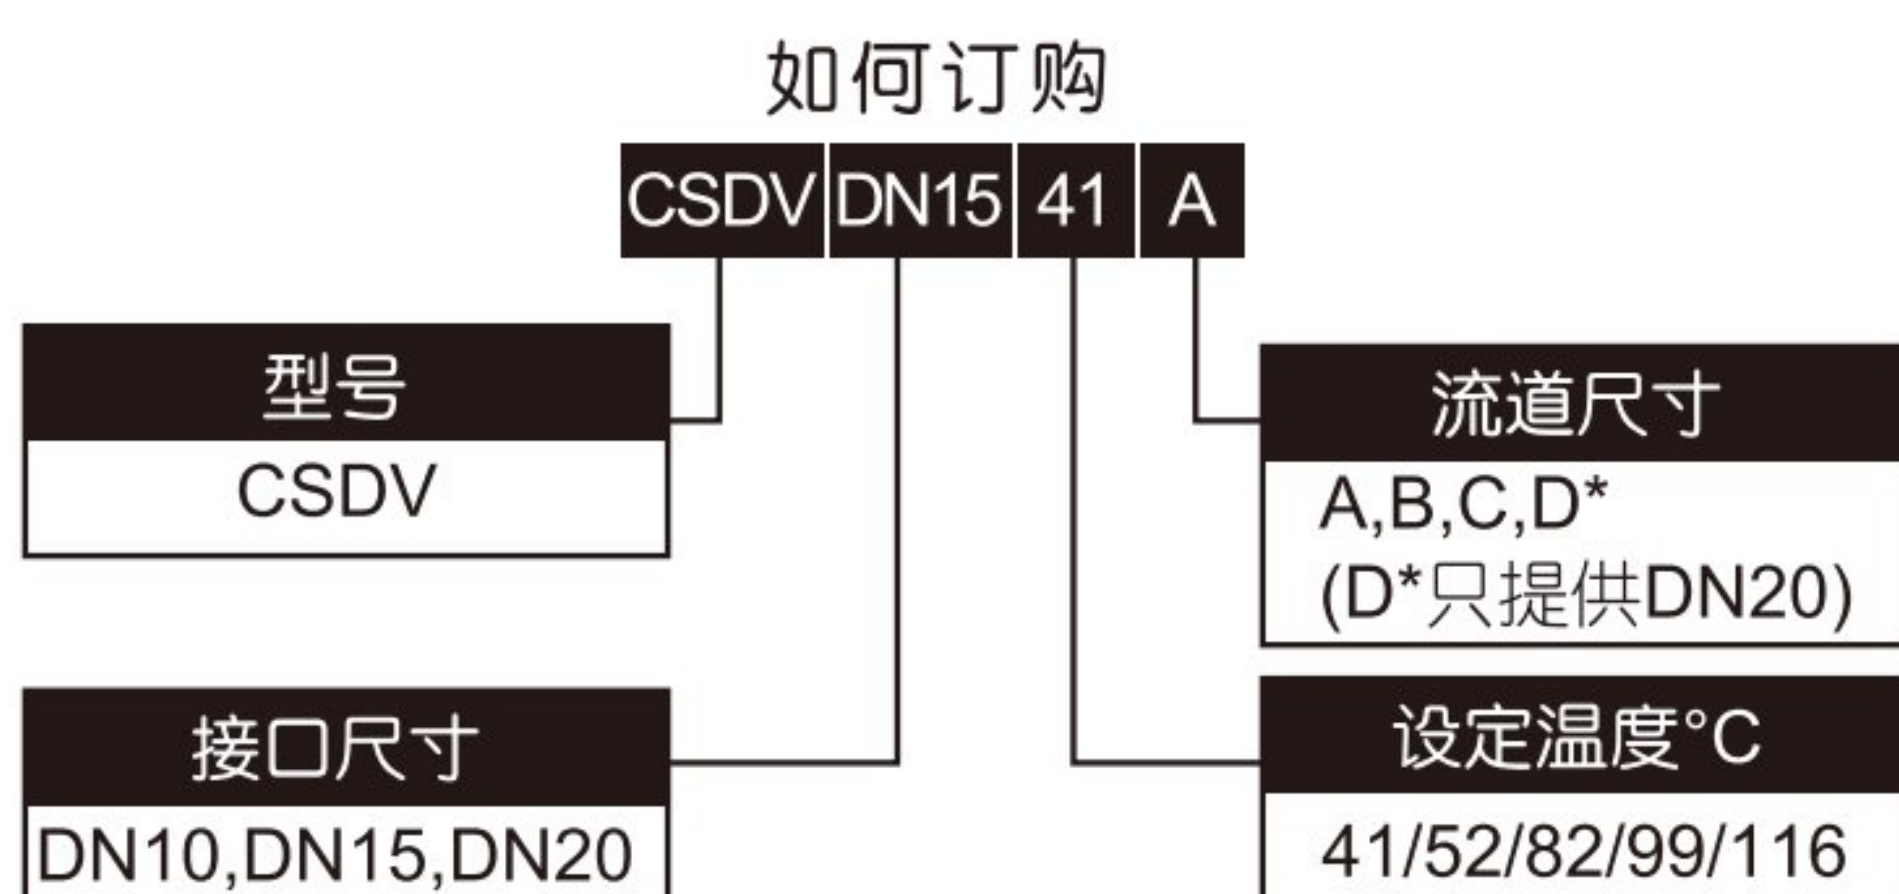 如何订购
CSDV DN15 41 A
型号
CSDV
流道尺寸
A,B,C,D*
(D*只提供DN20)
接口尺寸
DN10,DN15,DN20
设定温度°C
41/52/82/99/116